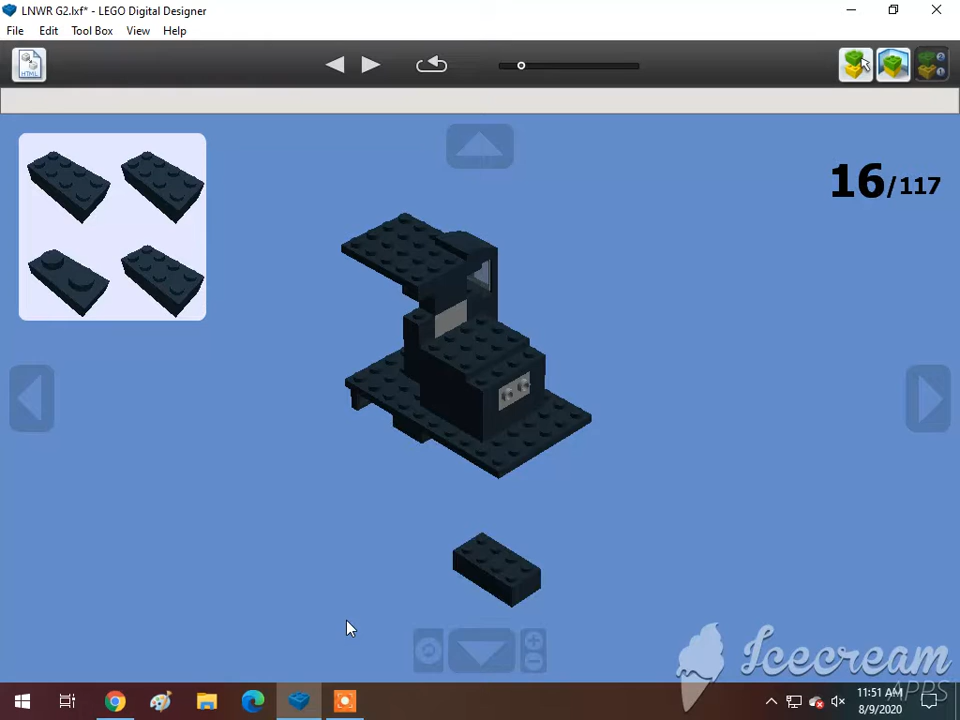 LNWR G2.lxf* - LEGO Digital Designer
File Edit Tool Box View Help
HTML
16/117
Icecream
APPS
11:51 AM
8/9/2020